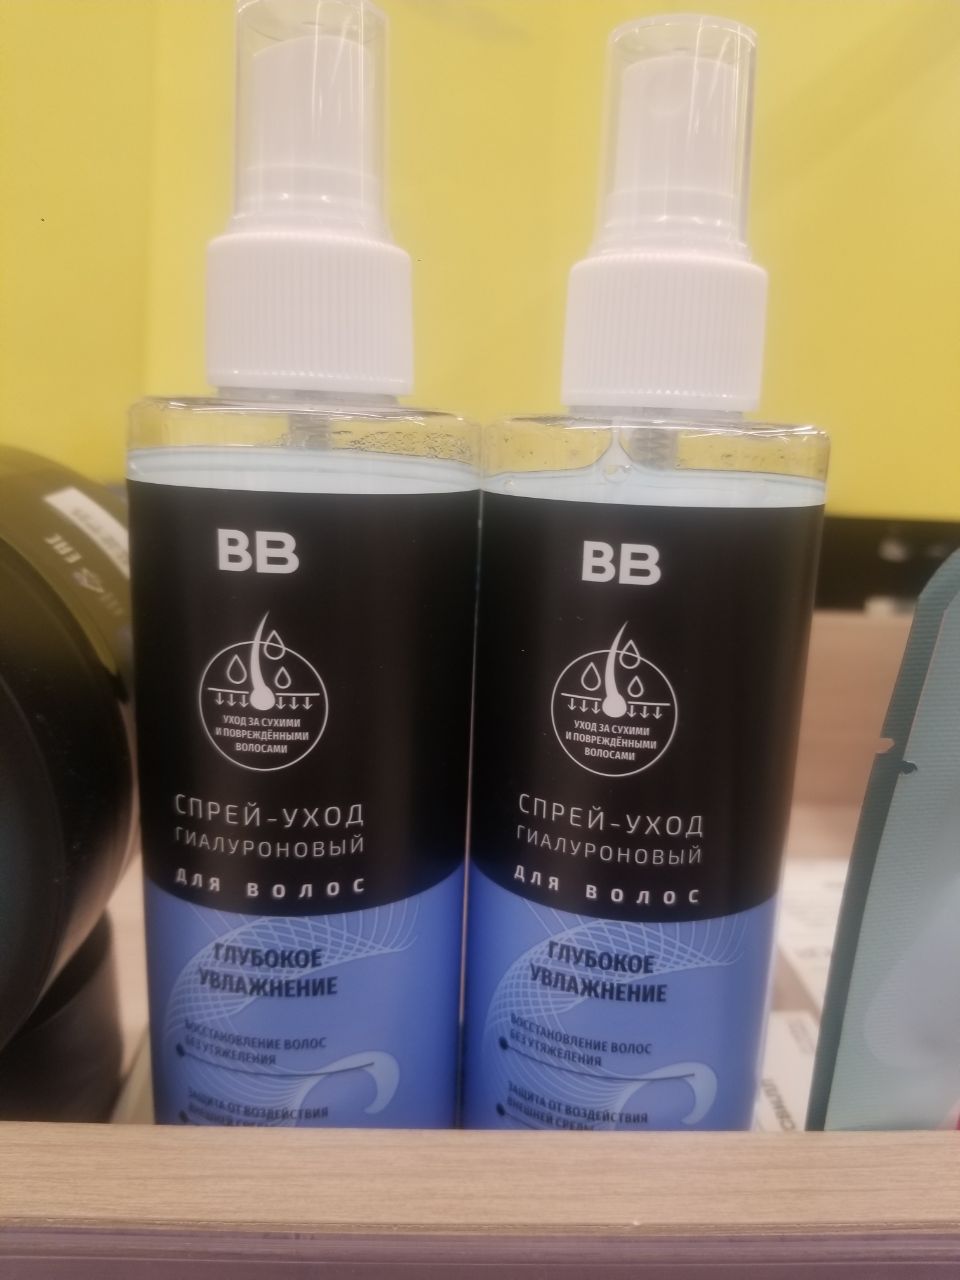 BB
УХОД ЗА СУХИМИ
И ПОВРЕЖДЁННЫМИ
ВОЛОСАМИ
СПРЕЙ-УХОД
ГИАЛУРОНОВЫЙ
ДЛЯ ВОЛОС
ГЛУБОКОЕ
УВЛАЖНЕНИЕ
ВОССТАНОВЛЕНИЕ ВОЛОС
БЕЗ УТЯЖЕЛЕНИЯ
ЗАЩИТА ОТ ВОЗДЕЙСТВИЯ
ВНЕШНЕЙ СРЕДЫ
BB
УХОД ЗА СУХИМИ
И ПОВРЕЖДЁННЫМИ
ВОЛОСАМИ
СПРЕЙ-УХОД
ГИАЛУРОНОВЫЙ
ДЛЯ ВОЛОС
ГЛУБОКОЕ
УВЛАЖНЕНИЕ
ВОССТАНОВЛЕНИЕ ВОЛОС
БЕЗ УТЯЖЕЛЕНИЯ
ЗАЩИТА ОТ ВОЗДЕЙСТВИЯ
ВНЕШНЕЙ СРЕДЫ
EAC